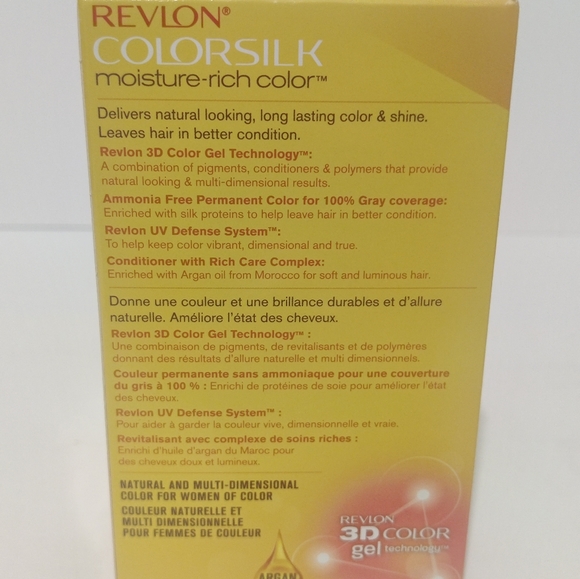 REVLON®
COLORSILK
moisture-rich color™
Delivers natural looking, long lasting color & shine.
Leaves hair in better condition.
Revlon 3D Color Gel Technology™:
A combination of pigments, conditioners & polymers that provide
natural looking & multi-dimensional results.
Ammonia Free Permanent Color for 100% Gray coverage:
Enriched with silk proteins to help leave hair in better condition.
Revlon UV Defense System™:
To help keep color vibrant, dimensional and true.
Conditioner with Rich Care Complex:
Enriched with Argan oil from Morocco for soft and luminous hair.
Donne une couleur et une brillance durables et d'allure
naturelle. Améliore l'état des cheveux.
Revlon 3D Color Gel Technology™ :
Une combinaison de pigments, de revitalisants et de polymères
donnant des résultats d'allure naturelle et multi dimensionnels.
Couleur permanente sans ammoniaque pour une couverture
du gris à 100 % : Enrichi de protéines de soie pour améliorer l'état
des cheveux.
Revlon UV Defense System™ :
Pour aider à garder la couleur vive, dimensionnelle et vraie.
Revitalisant avec complexe de soins riches :
Enrichi d'huile d'argan du Maroc pour
des cheveux doux et lumineux.
NATURAL AND MULTI-DIMENSIONAL
COLOR FOR WOMEN OF COLOR
COULEUR NATURELLE ET
MULTI DIMENSIONNELLE
POUR FEMMES DE COULEUR
REVLON
3D COLOR
gel technology™
ARGAN